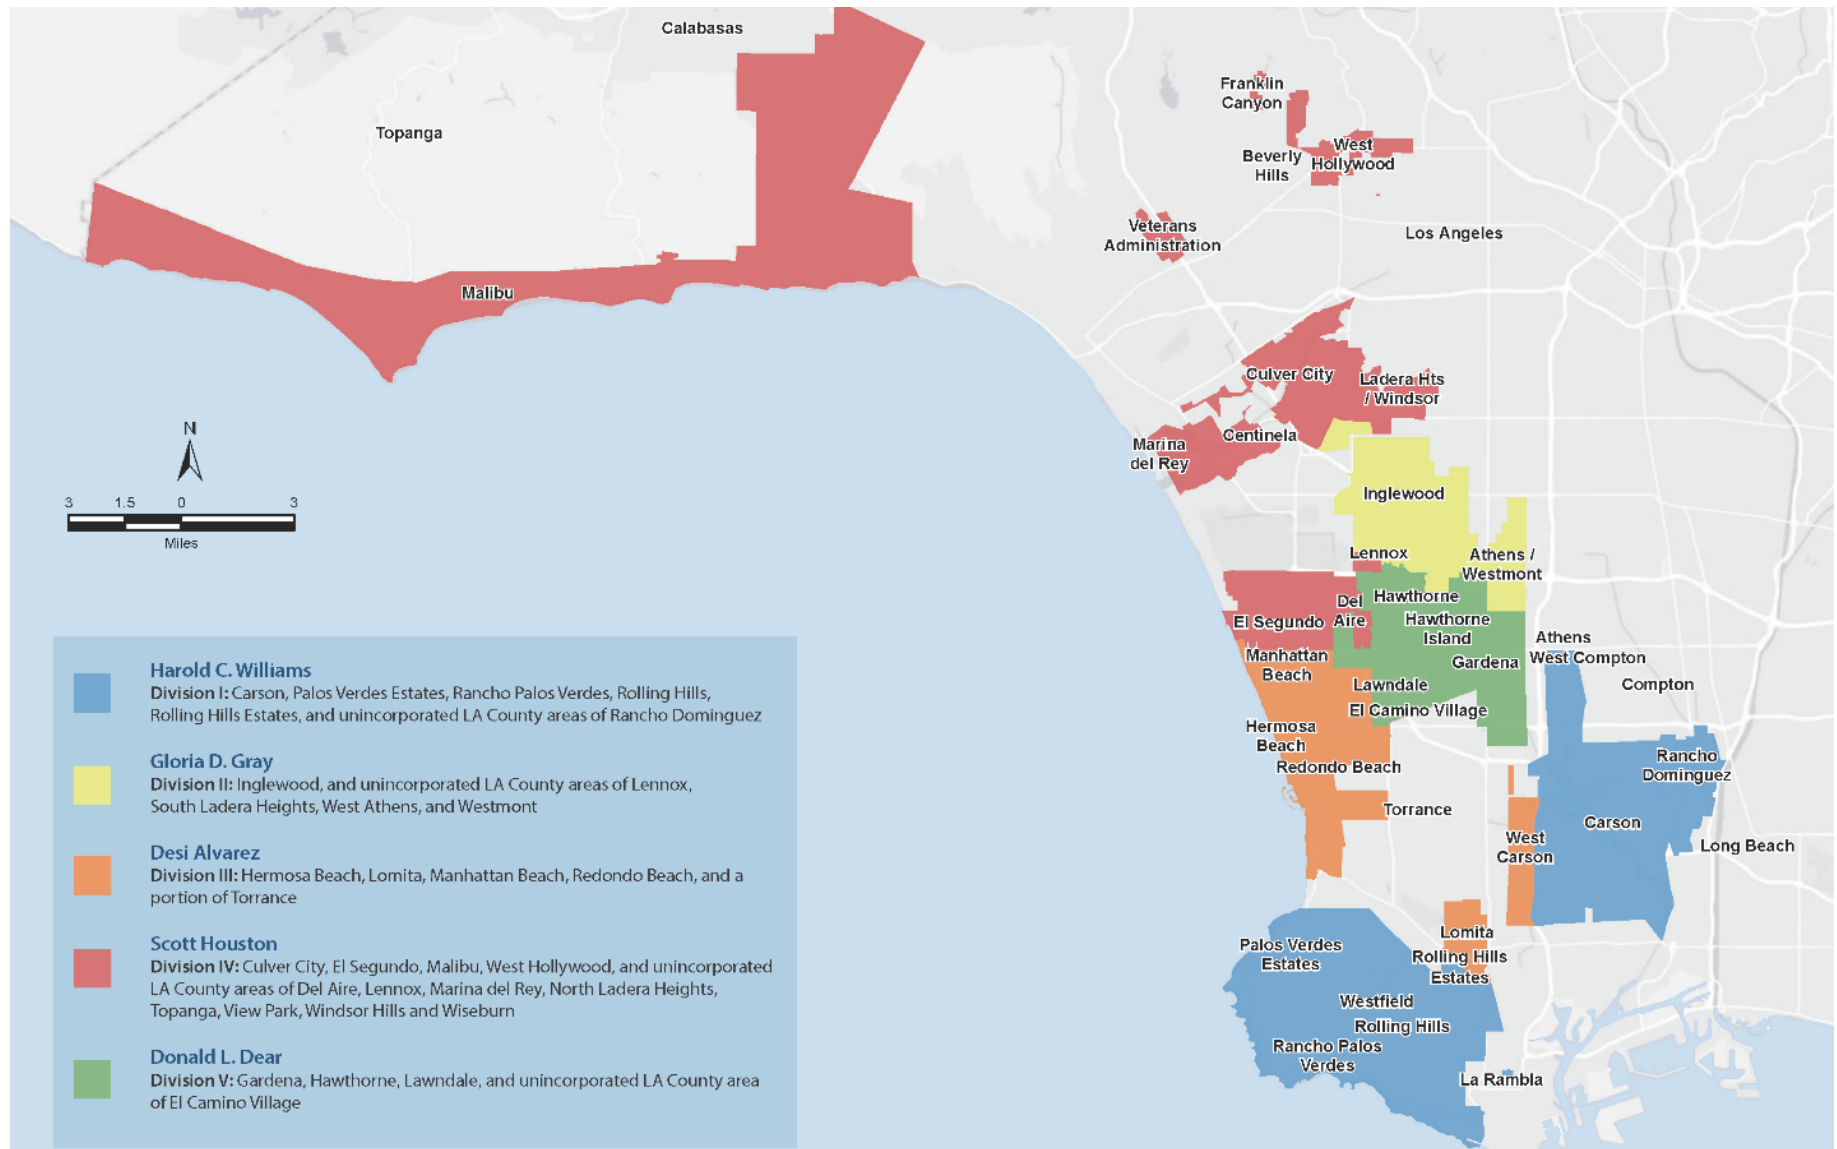 Calabasas
Topanga
Malibu
Franklin
Canyon
Beverly
Hills
West
Hollywood
Veterans
Administration
Los Angeles
Culver City
Ladera Hts
/ Windsor
Centinela
Marina
del Rey
Inglewood
Lennox
Athens /
Westmont
Del
Aire
Hawthorne
El Segundo
Hawthorne
Island
Athens
Manhattan
Beach
Gardena
West Compton
Compton
Lawndale
El Camino Village
Hermosa
Beach
Redondo Beach
Rancho
Dominguez
Torrance
Carson
West
Carson
Long Beach
Lomita
Palos Verdes
Estates
Rolling Hills
Estates
Westfield
Rolling Hills
Rancho Palos
Verdes
La Rambla
N
3 1.5 0 3
Miles
Harold C. Williams
Division I: Carson, Palos Verdes Estates, Rancho Palos Verdes, Rolling Hills,
Rolling Hills Estates, and unincorporated LA County areas of Rancho Dominguez
Gloria D. Gray
Division II: Inglewood, and unincorporated LA County areas of Lennox,
South Ladera Heights, West Athens, and Westmont
Desi Alvarez
Division III: Hermosa Beach, Lomita, Manhattan Beach, Redondo Beach, and a
portion of Torrance
Scott Houston
Division IV: Culver City, El Segundo, Malibu, West Hollywood, and unincorporated
LA County areas of Del Aire, Lennox, Marina del Rey, North Ladera Heights,
Topanga, View Park, Windsor Hills and Wiseburn
Donald L. Dear
Division V: Gardena, Hawthorne, Lawndale, and unincorporated LA County area
of El Camino Village